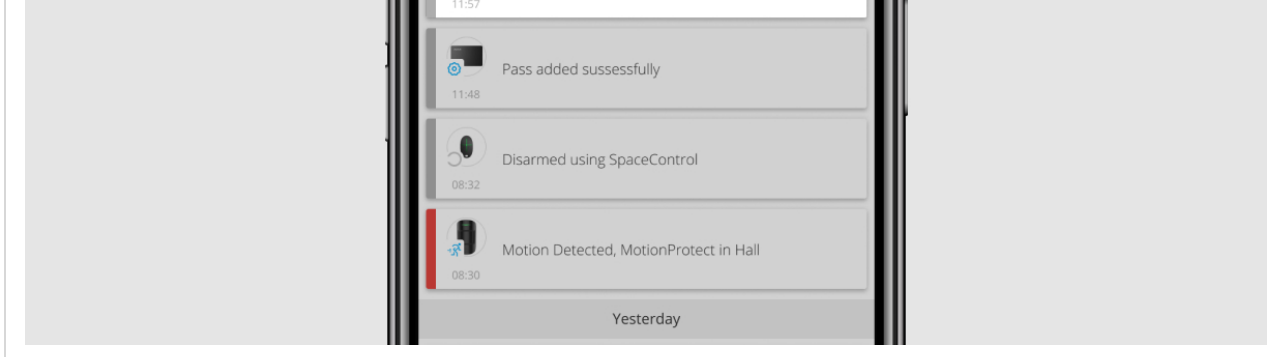 11:57
Pass added sussessfully
11:48
Disarmed using SpaceControl
08:32
Motion Detected, MotionProtect in Hall
08:30
Yesterday